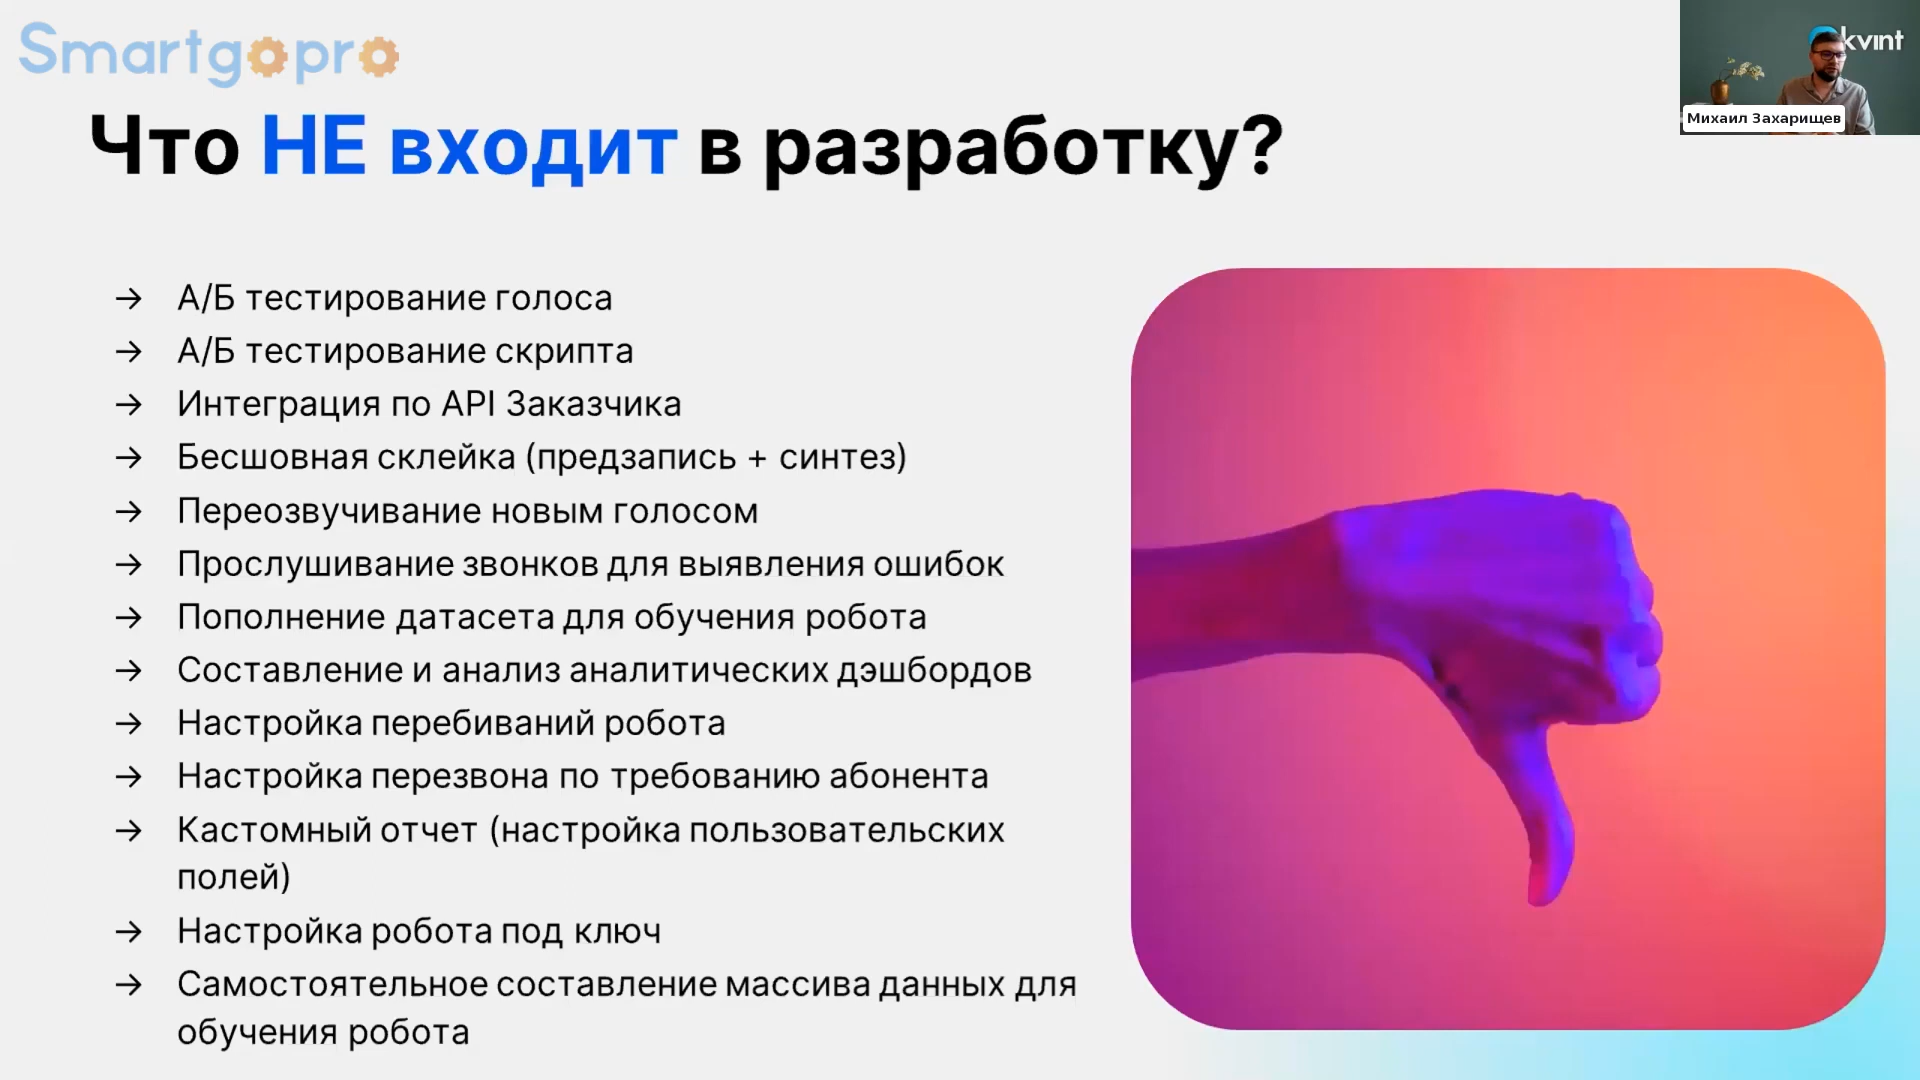 Smartgopro
kvint
Михаил Захарищев
Что НЕ входит в разработку?
→ А/Б тестирование голоса
→ А/Б тестирование скрипта
→ Интеграция по API Заказчика
→ Бесшовная склейка (предзапись + синтез)
→ Переозвучивание новым голосом
→ Прослушивание звонков для выявления ошибок
→ Пополнение датасета для обучения робота
→ Составление и анализ аналитических дэшбордов
→ Настройка перебиваний робота
→ Настройка перезвона по требованию абонента
→ Кастомный отчет (настройка пользовательских
полей)
→ Настройка робота под ключ
→ Самостоятельное составление массива данных для
обучения робота